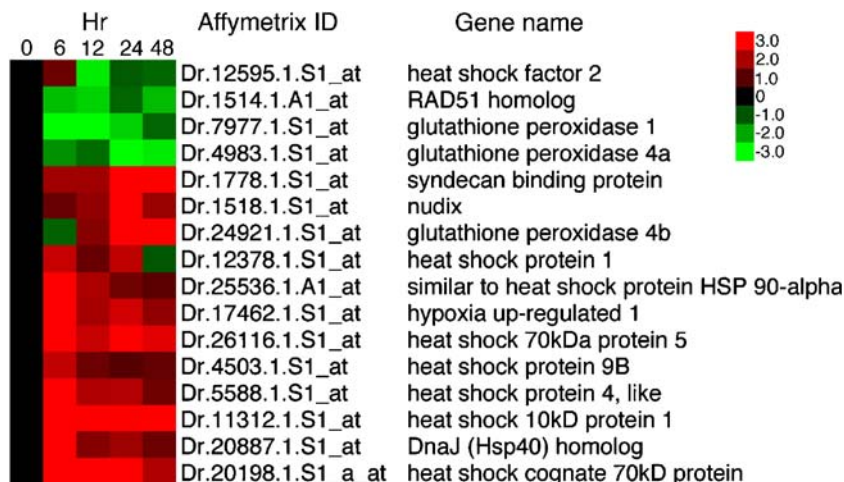 Hr Affymetrix ID Gene name
0 6 12 24 48
Dr.12595.1.S1_at heat shock factor 2
Dr.1514.1.A1_at RAD51 homolog
Dr.7977.1.S1_at glutathione peroxidase 1
Dr.4983.1.S1_at glutathione peroxidase 4a
Dr.1778.1.S1_at syndecan binding protein
Dr.1518.1.S1_at nudix
Dr.24921.1.S1_at glutathione peroxidase 4b
Dr.12378.1.S1_at heat shock protein 1
Dr.25536.1.A1_at similar to heat shock protein HSP 90-alpha
Dr.17462.1.S1_at hypoxia up-regulated 1
Dr.26116.1.S1_at heat shock 70kDa protein 5
Dr.4503.1.S1_at heat shock protein 9B
Dr.5588.1.S1_at heat shock protein 4, like
Dr.11312.1.S1_at heat shock 10kD protein 1
Dr.20887.1.S1_at DnaJ (Hsp40) homolog
Dr.20198.1.S1_a_at heat shock cognate 70kD protein
3.0
2.0
1.0
0
-1.0
-2.0
-3.0